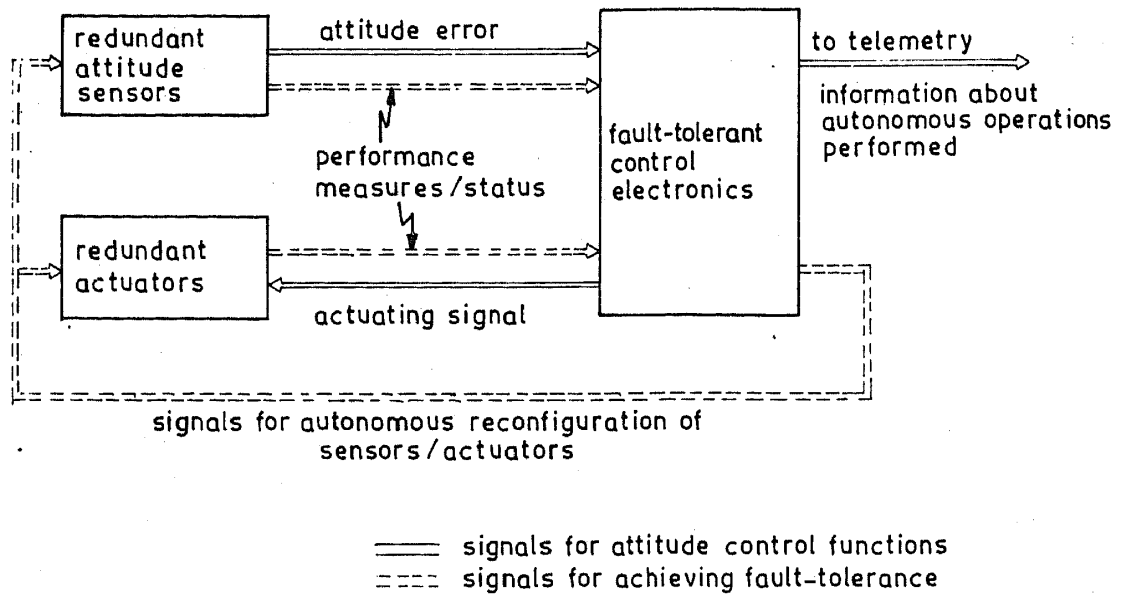 redundant
attitude
sensors
attitude error
to telemetry
information about
autonomous operations
performed
fault-tolerant
control
electronics
performance
measures/status
redundant
actuators
actuating signal
signals for autonomous reconfiguration of
sensors/actuators
signals for attitude control functions
signals for achieving fault-tolerance